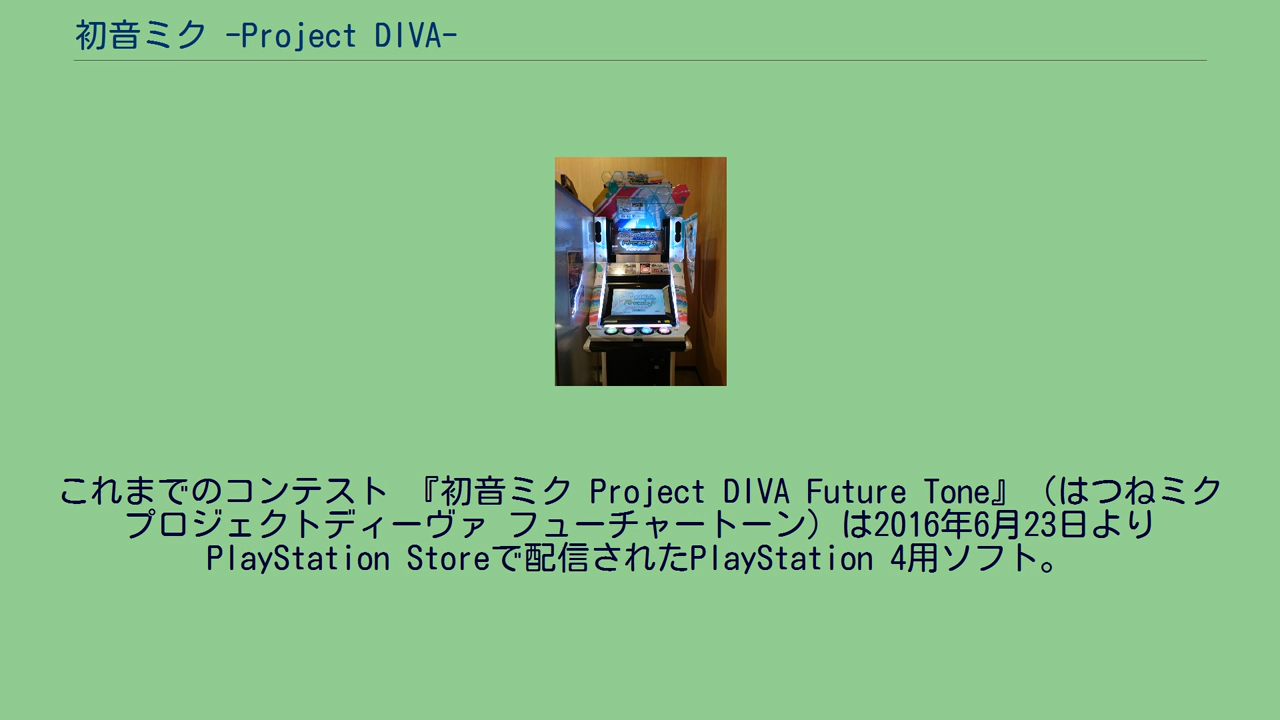 初音ミク -Project DIVA-
これまでのコンテスト 『初音ミク Project DIVA Future Tone』（はつねミク
プロジェクトディーヴァ フューチャートーン）は2016年6月23日より
PlayStation Storeで配信されたPlayStation 4用ソフト。